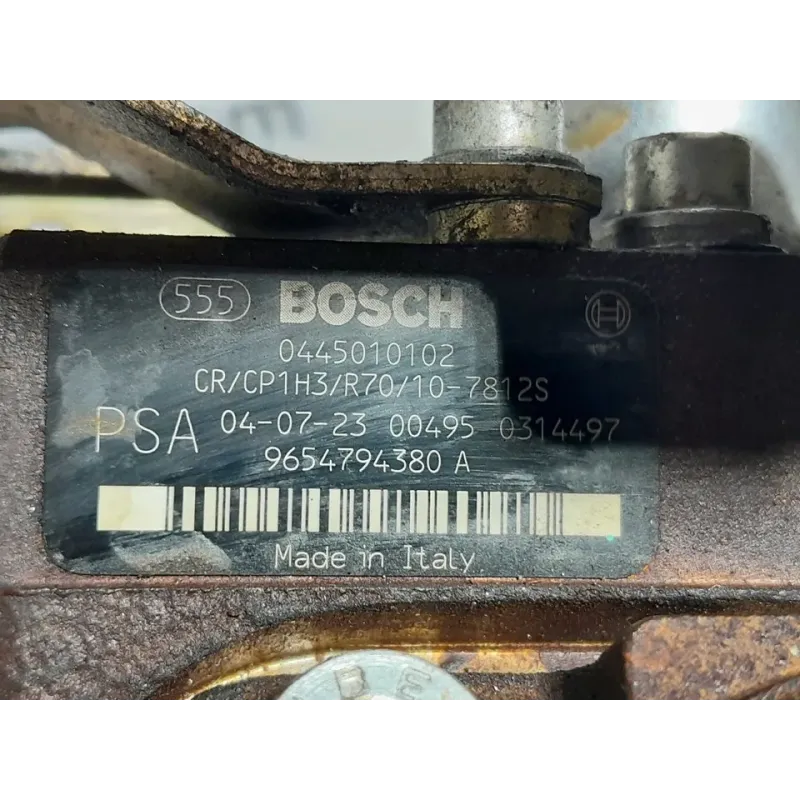 555 BOSCH
0445010102
CR/CP1H3/R70/10-7812S
PSA 04-07-23 00495 0314497
9654794380 A
Made in Italy